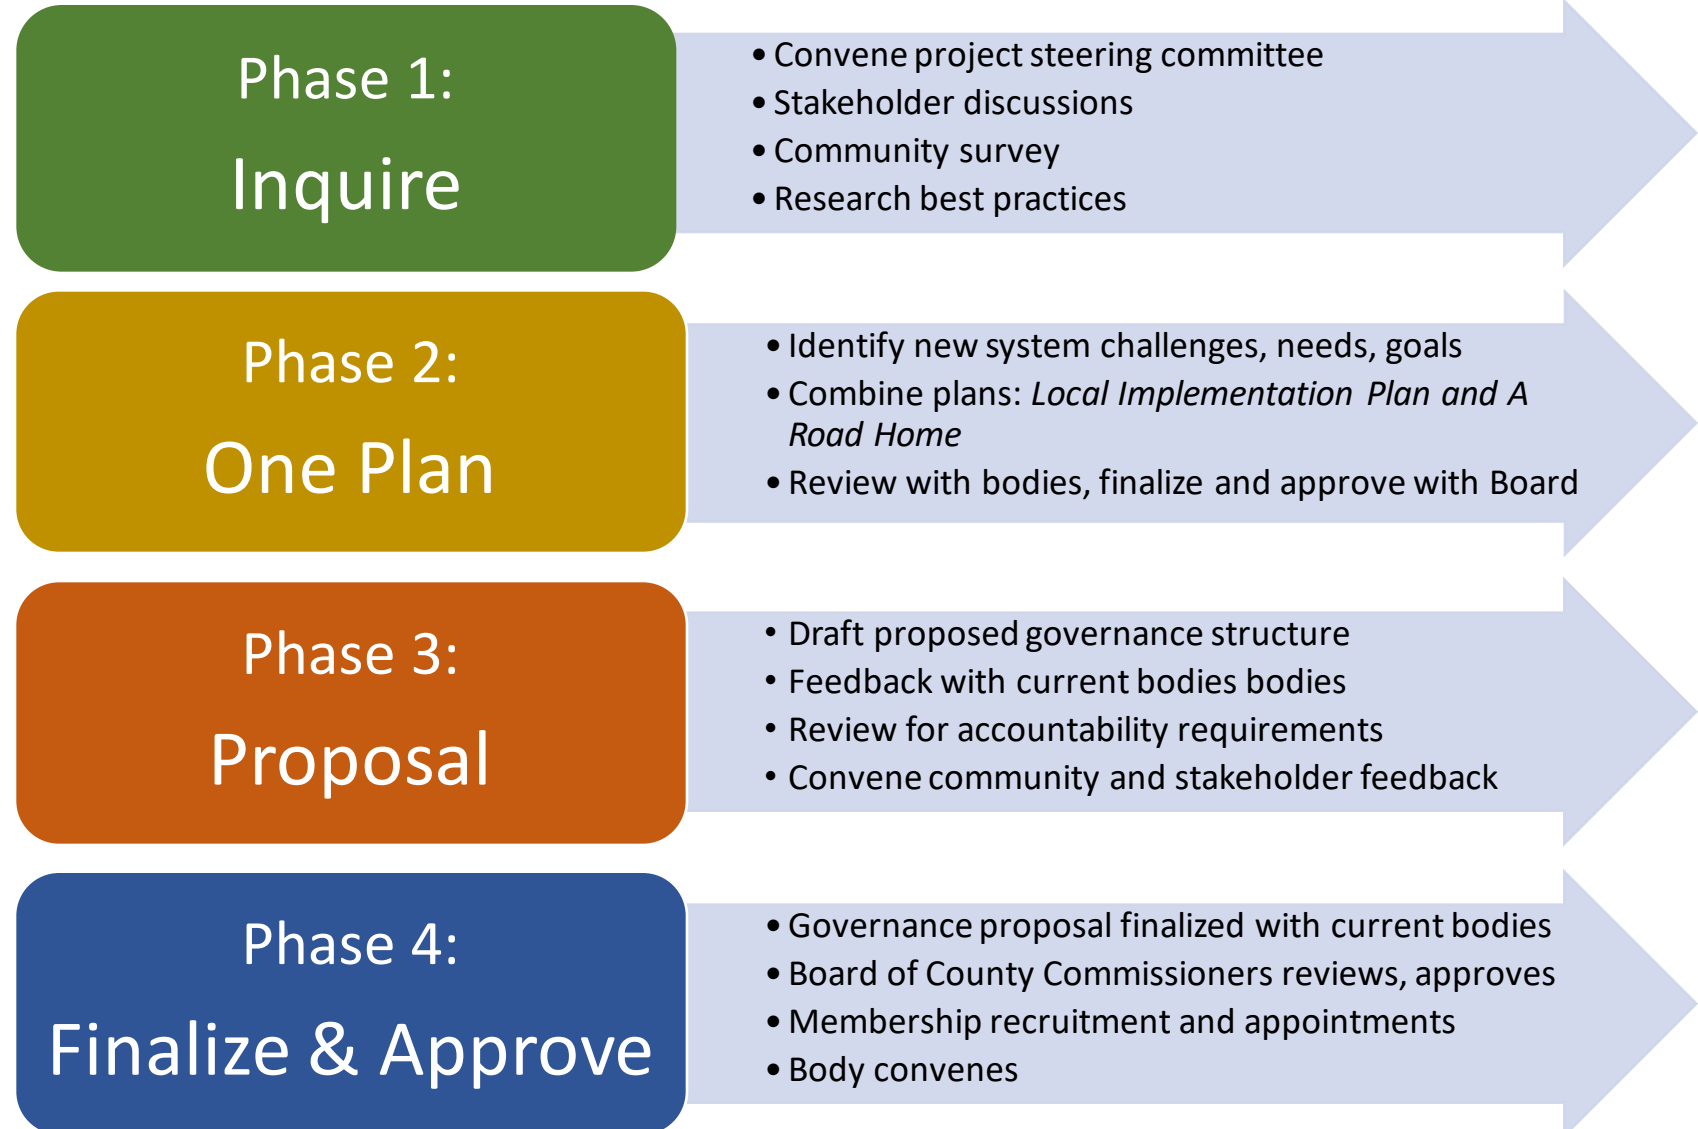 Phase 1:
Inquire
• Convene project steering committee
• Stakeholder discussions
• Community survey
• Research best practices
Phase 2:
One Plan
• Identify new system challenges, needs, goals
• Combine plans: Local Implementation Plan and A
Road Home
• Review with bodies, finalize and approve with Board
Phase 3:
Proposal
• Draft proposed governance structure
• Feedback with current bodies bodies
• Review for accountability requirements
• Convene community and stakeholder feedback
Phase 4:
Finalize & Approve
• Governance proposal finalized with current bodies
• Board of County Commissioners reviews, approves
• Membership recruitment and appointments
• Body convenes